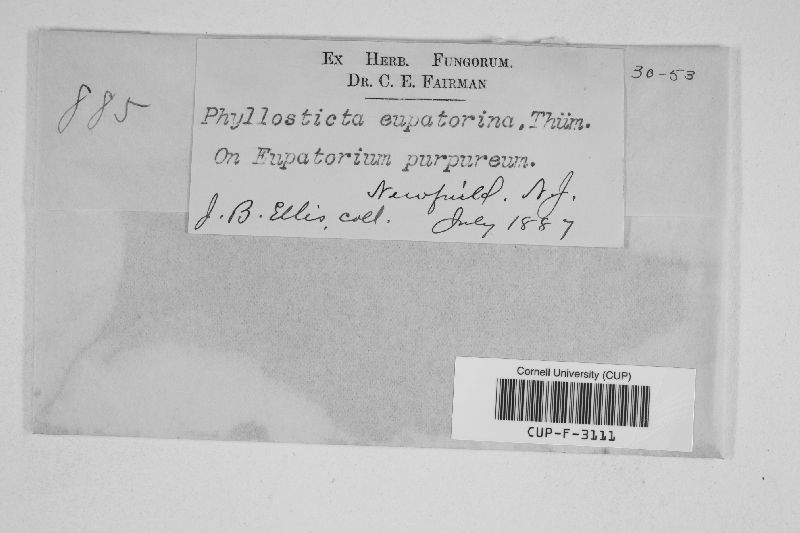 Ex Herb. Fungorum.
Dr. C. E. Fairman
30-53
885
Phyllosticta eupatorina, Thüm.
On Eupatorium purpureum.
Newfield. N.J.
J. B. Ellis, coll. July 1887
Cornell University (CUP)
CUP-F-3111